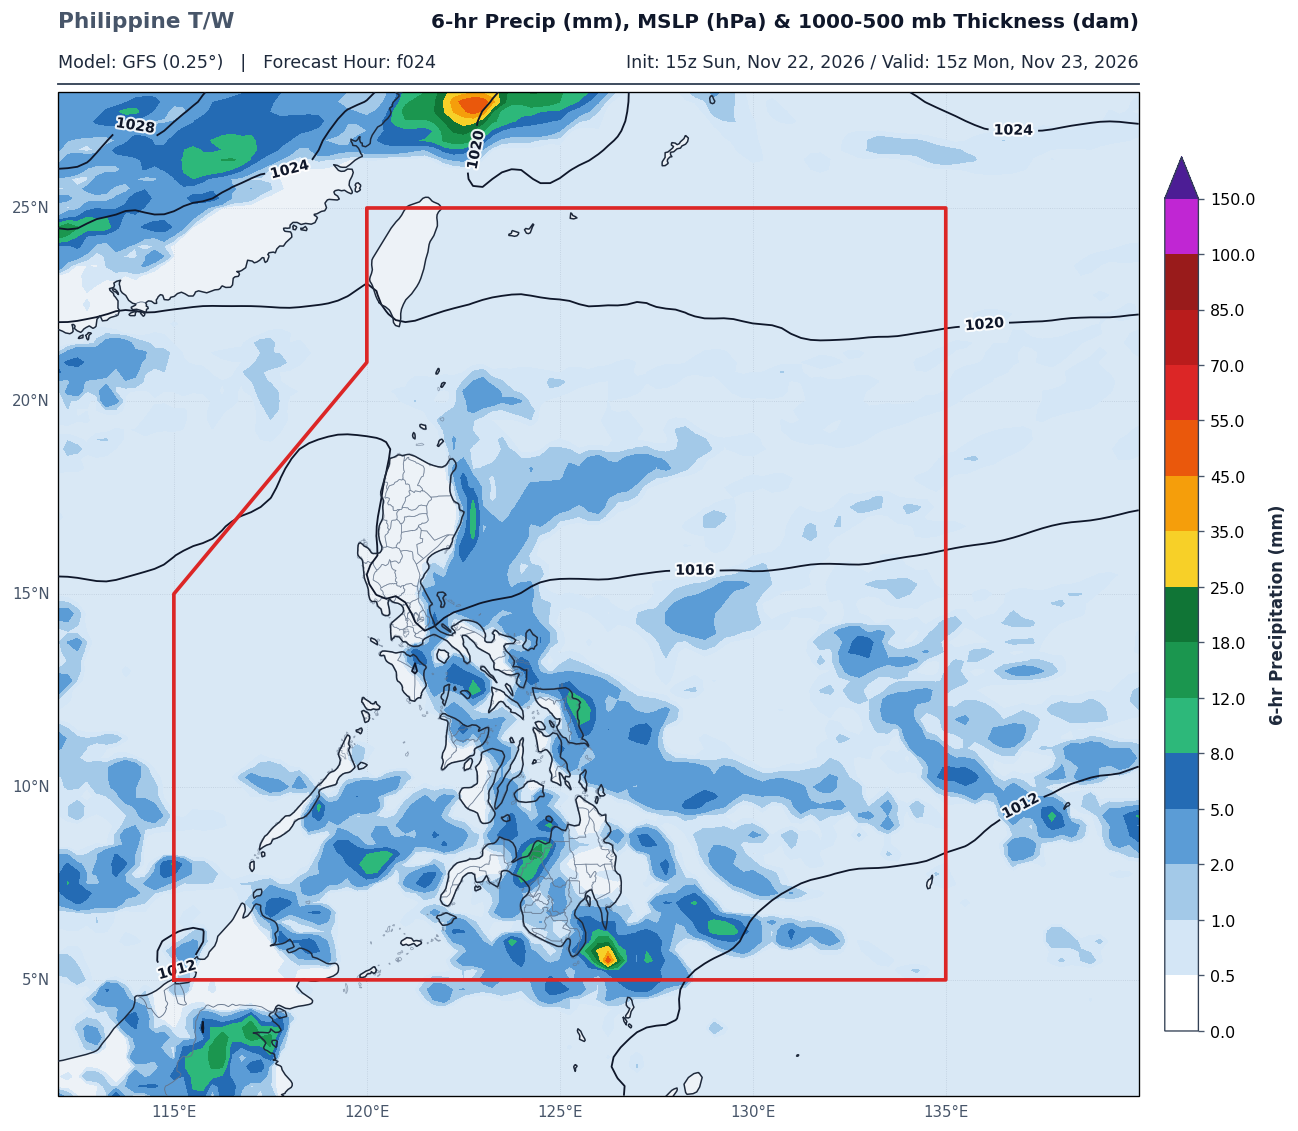 Philippine T/W
6-hr Precip (mm), MSLP (hPa) & 1000-500 mb Thickness (dam)
Model: GFS (0.25°) | Forecast Hour: f024
Init: 15z Sun, Nov 22, 2026 / Valid: 15z Mon, Nov 23, 2026
1028
1024
1020
1024
25°N
1020
20°N
1016
15°N
10°N
1012
1012
5°N
115°E
120°E
125°E
130°E
135°E
150.0
100.0
85.0
70.0
55.0
45.0
35.0
25.0
18.0
12.0
8.0
5.0
2.0
1.0
0.5
0.0
6-hr Precipitation (mm)